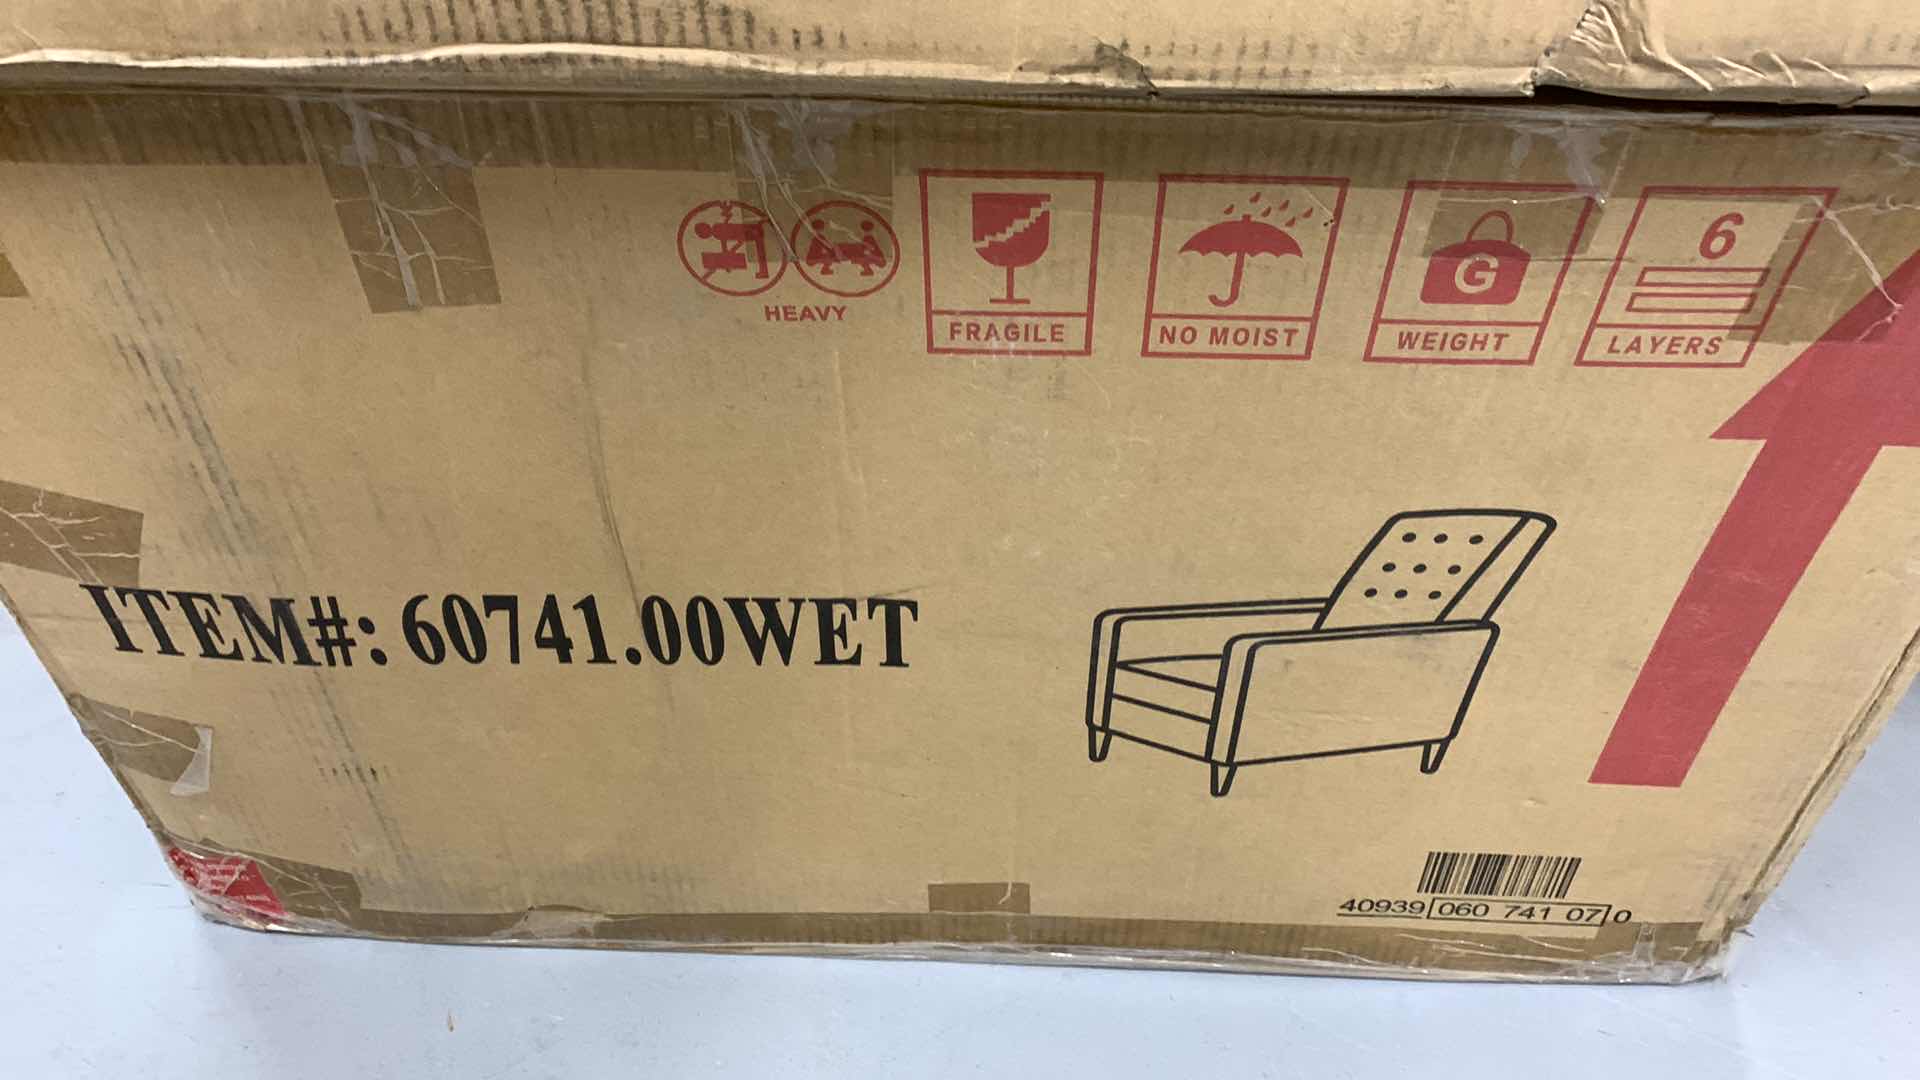 HEAVY
FRAGILE
NO MOIST
G
WEIGHT
6
LAYERS
ITEM#: 60741.00WET
40939 060 741 07 0